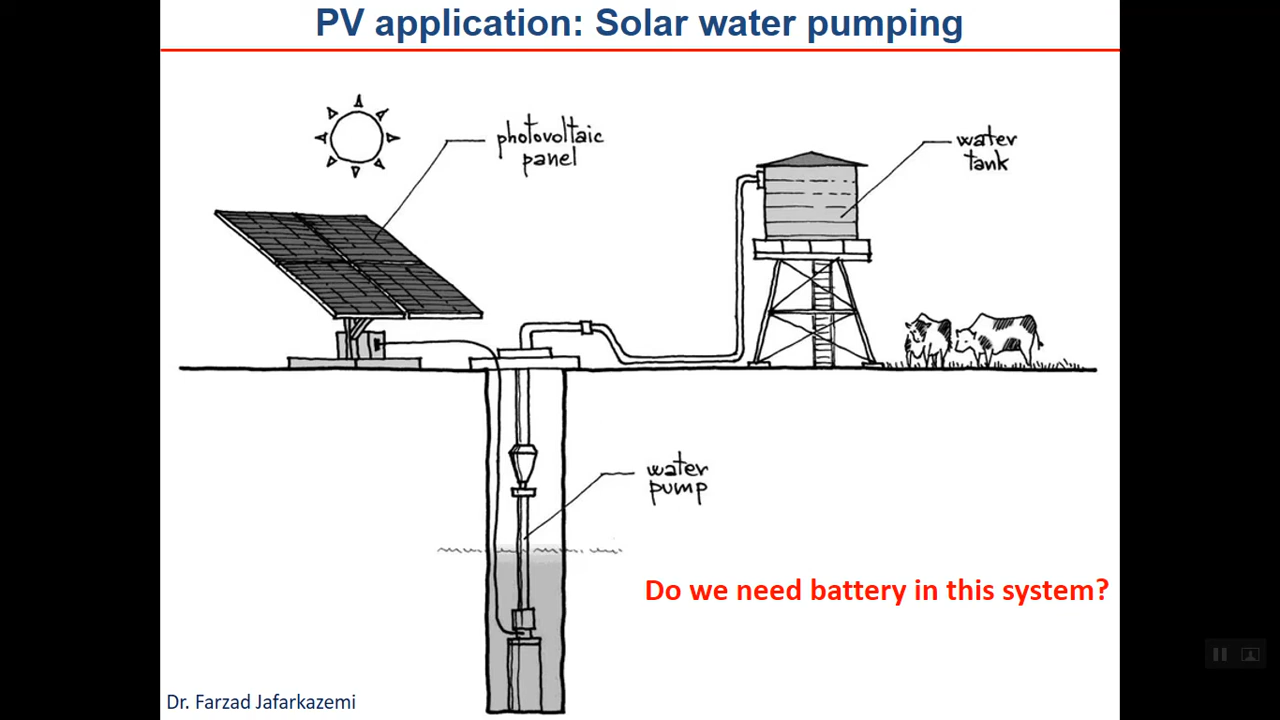 PV application: Solar water pumping
photovoltaic
panel
water
tank
water
pump
Do we need battery in this system?
Dr. Farzad Jafarkazemi